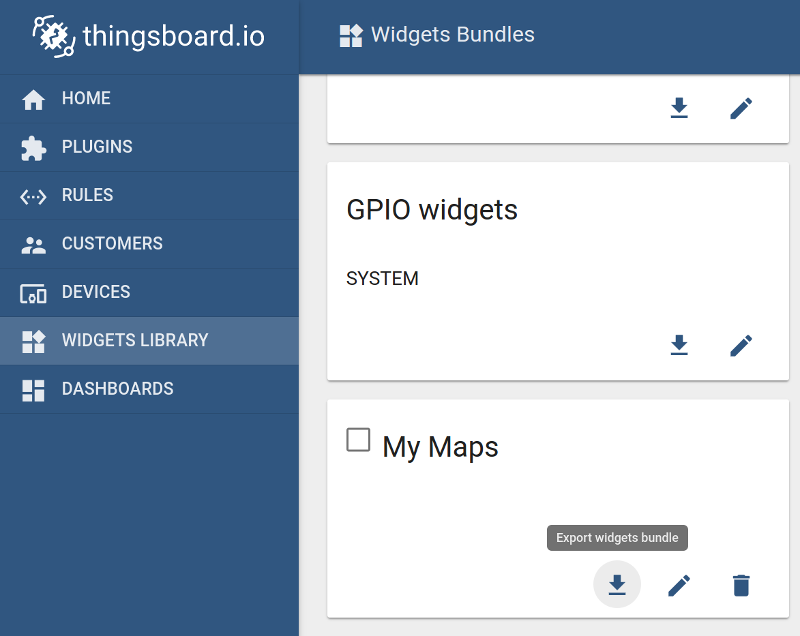 thingsboard.io
Widgets Bundles
HOME
PLUGINS
RULES
CUSTOMERS
DEVICES
WIDGETS LIBRARY
DASHBOARDS
GPIO widgets
SYSTEM
My Maps
Export widgets bundle